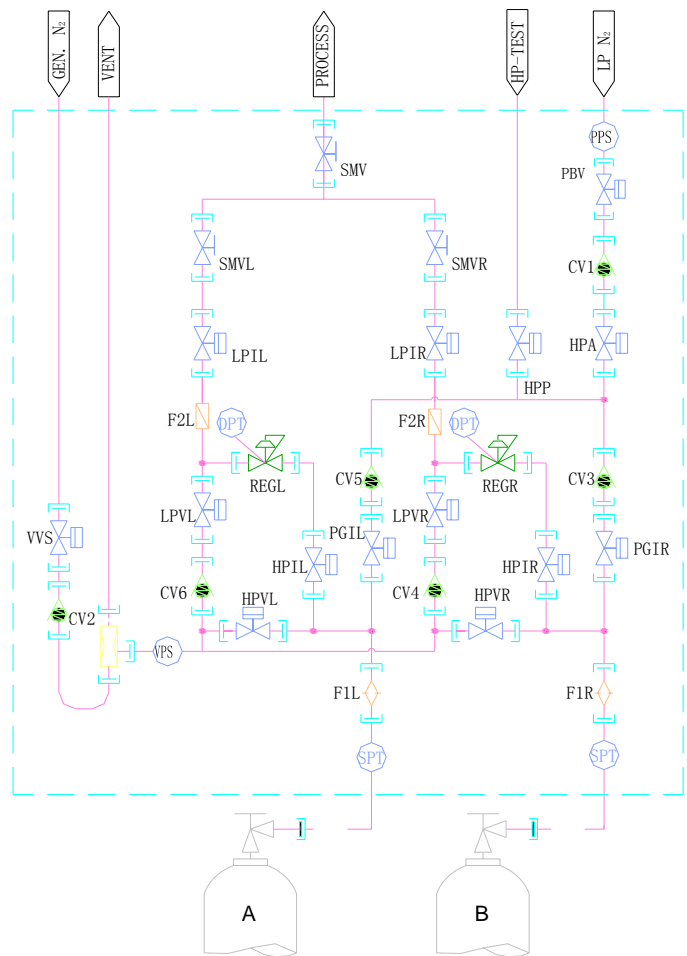 GEN. N₂
VENT
PROCESS
HP-TEST
LP N₂
PPS
SMV
PBV
SMVL
SMVR
CV1
LPIL
LPIR
HPA
HPP
F2L
DPT
F2R
DPT
REGL
CV5
REGR
CV3
LPVL
PGIL
LPVR
VVS
HPIL
HPIR
PGIR
CV6
HPVL
CV4
HPVR
CV2
VPS
F1L
F1R
SPT
SPT
A
B